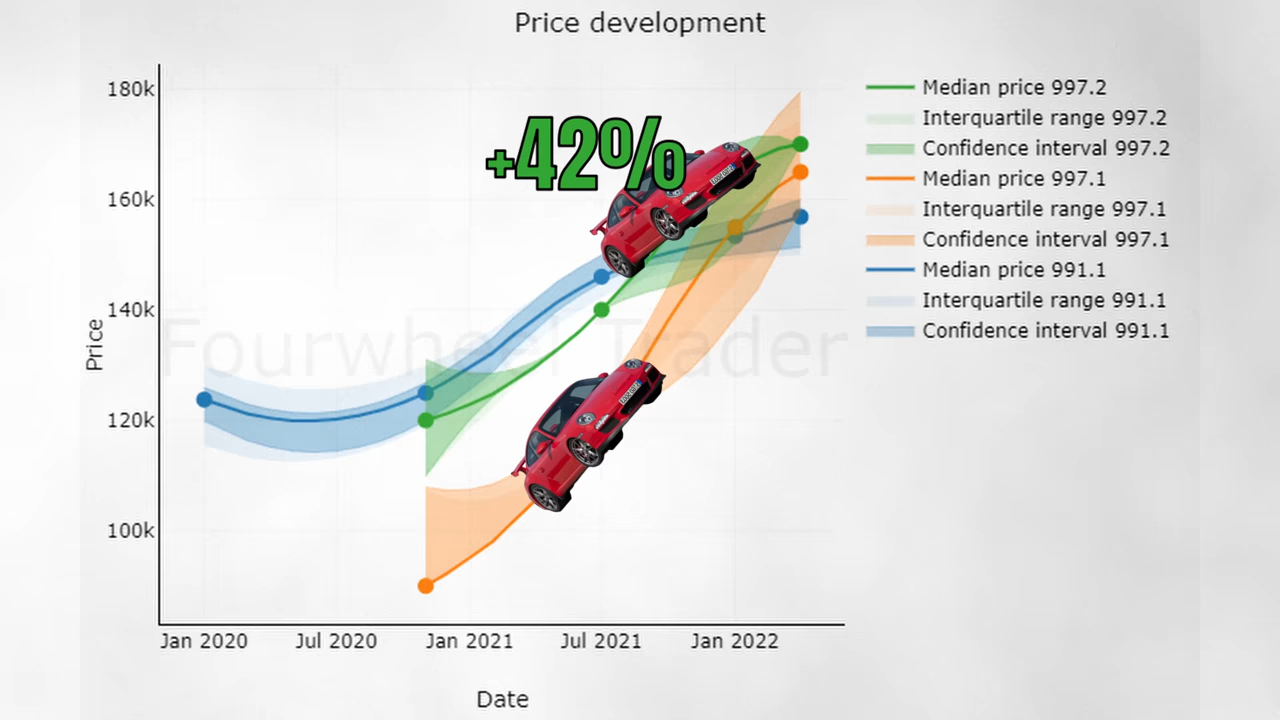 Price development
+42%
180k
160k
140k
120k
100k
Price
Fourwheel Trader
Jan 2020
Jul 2020
Jan 2021
Jul 2021
Jan 2022
Date
Median price 997.2
Interquartile range 997.2
Confidence interval 997.2
Median price 997.1
Interquartile range 997.1
Confidence interval 997.1
Median price 991.1
Interquartile range 991.1
Confidence interval 991.1